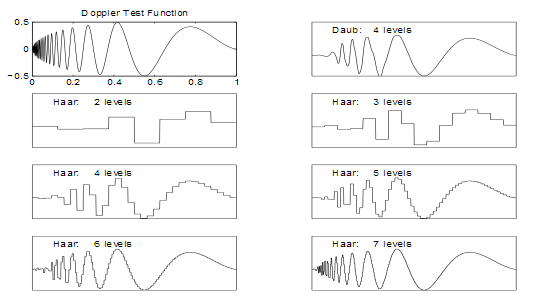 Doppler Test Function
0.5
0
-0.5
0 0.2 0.4 0.6 0.8 1
Daub: 4 levels
Haar: 2 levels
Haar: 3 levels
Haar: 4 levels
Haar: 5 levels
Haar: 6 levels
Haar: 7 levels